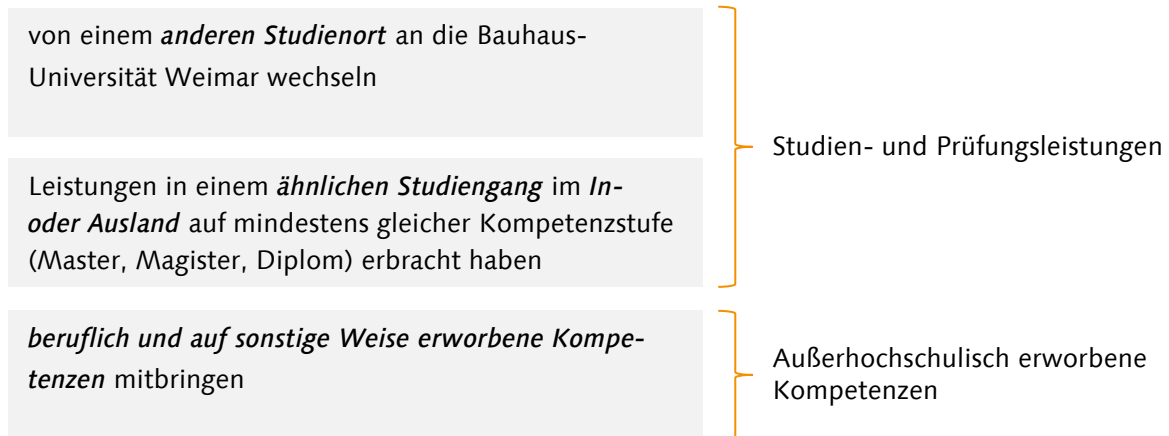 von einem anderen Studienort an die Bauhaus-
Universität Weimar wechseln
Studien- und Prüfungsleistungen
Leistungen in einem ähnlichen Studiengang im In-
oder Ausland auf mindestens gleicher Kompetenzstufe
(Master, Magister, Diplom) erbracht haben
beruflich und auf sonstige Weise erworbene Kompe-
tenzen mitbringen
Außerhochschulisch erworbene
Kompetenzen